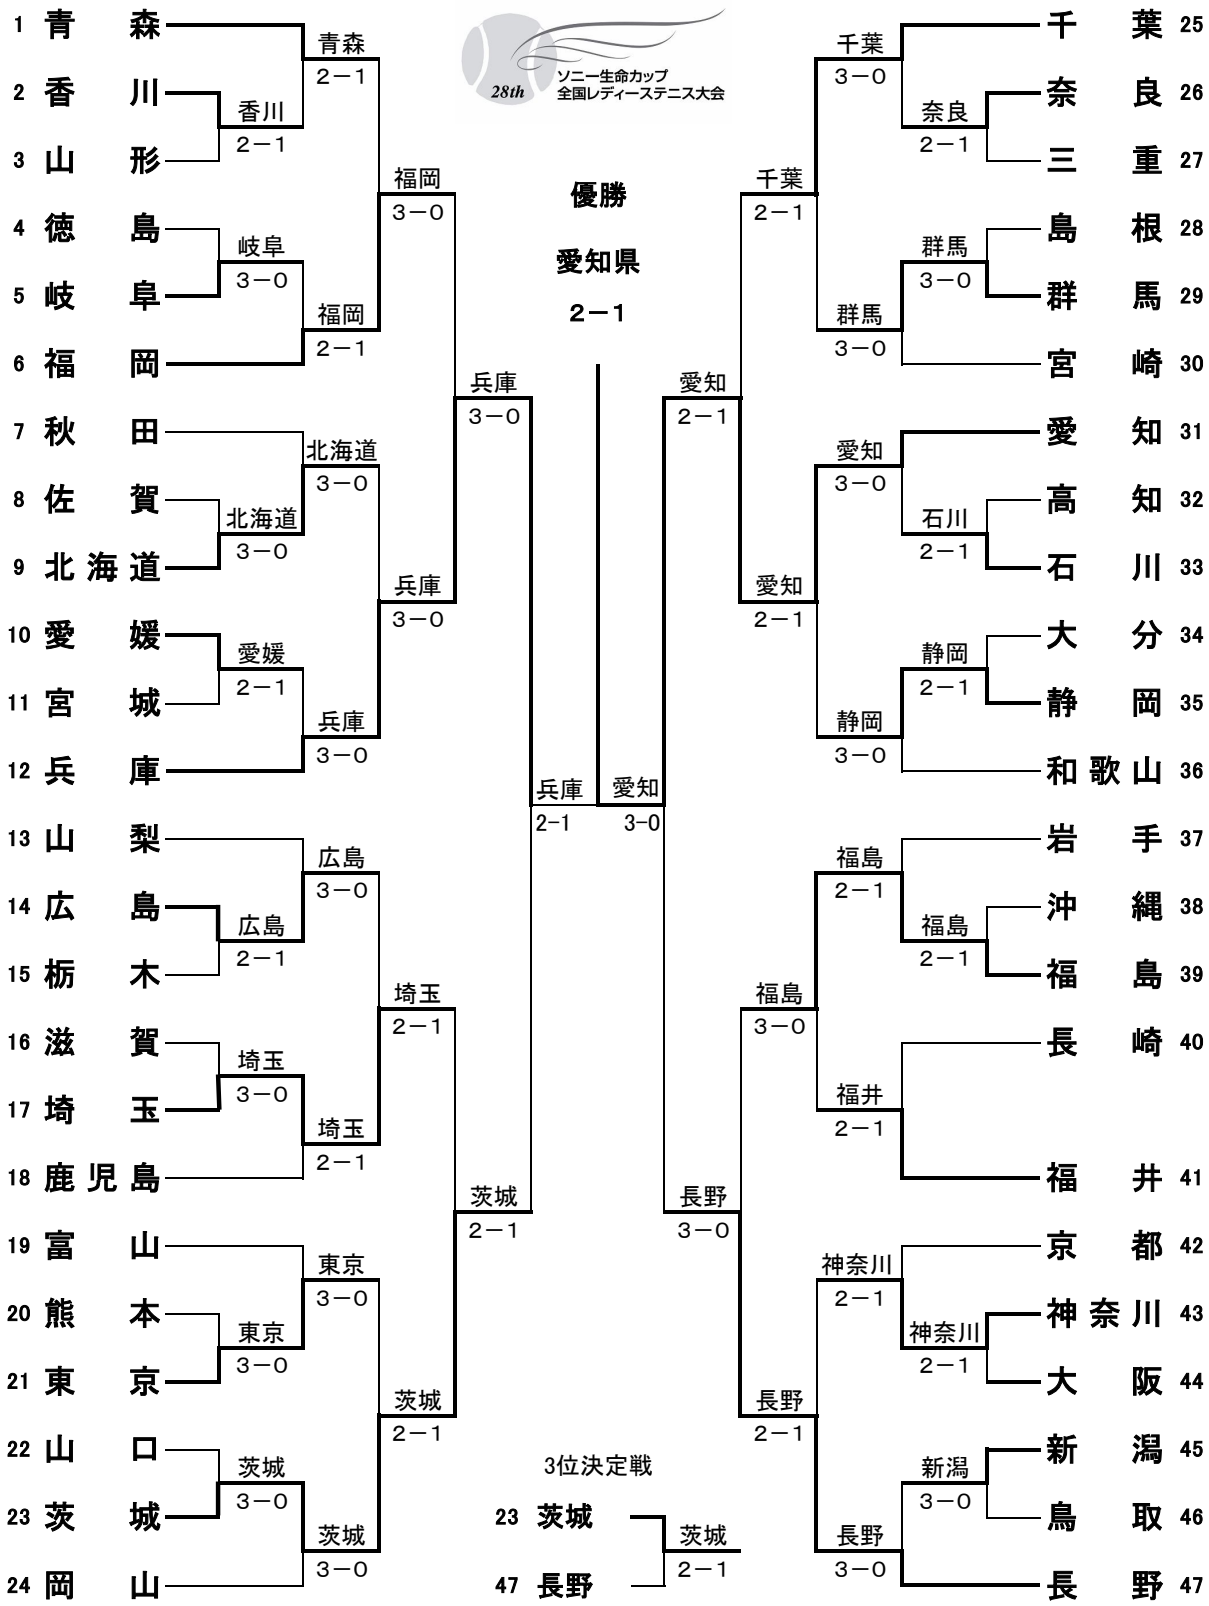 28th
ソニー生命カップ
全国レディーステニス大会
優勝
愛知県
2－1
1 青森
2 香川
3 山形
4 徳島
5 岐阜
6 福岡
7 秋田
8 佐賀
9 北海道
10 愛媛
11 宮城
12 兵庫
13 山梨
14 広島
15 栃木
16 滋賀
17 埼玉
18 鹿児島
19 富山
20 熊本
21 東京
22 山口
23 茨城
24 岡山
香川
2－1
岐阜
3－0
北海道
3－0
愛媛
2－1
広島
2－1
埼玉
3－0
東京
3－0
茨城
3－0
青森
2－1
福岡
2－1
北海道
3－0
兵庫
3－0
広島
3－0
埼玉
2－1
東京
3－0
茨城
3－0
福岡
3－0
兵庫
3－0
埼玉
2－1
茨城
2－1
兵庫
3－0
茨城
2－1
兵庫
2-1
愛知
3-0
愛知
2－1
長野
3－0
千葉
2－1
愛知
2－1
福島
3－0
長野
2－1
千葉
3－0
群馬
3－0
愛知
3－0
静岡
3－0
福島
2－1
福井
2－1
神奈川
2－1
長野
3－0
奈良
2－1
群馬
3－0
石川
2－1
静岡
2－1
福島
2－1
神奈川
2－1
新潟
3－0
千葉 25
奈良 26
三重 27
島根 28
群馬 29
宮崎 30
愛知 31
高知 32
石川 33
大分 34
静岡 35
和歌山 36
岩手 37
沖縄 38
福島 39
長崎 40
福井 41
京都 42
神奈川 43
大阪 44
新潟 45
鳥取 46
長野 47
3位決定戦
23 茨城
47 長野
茨城
2－1